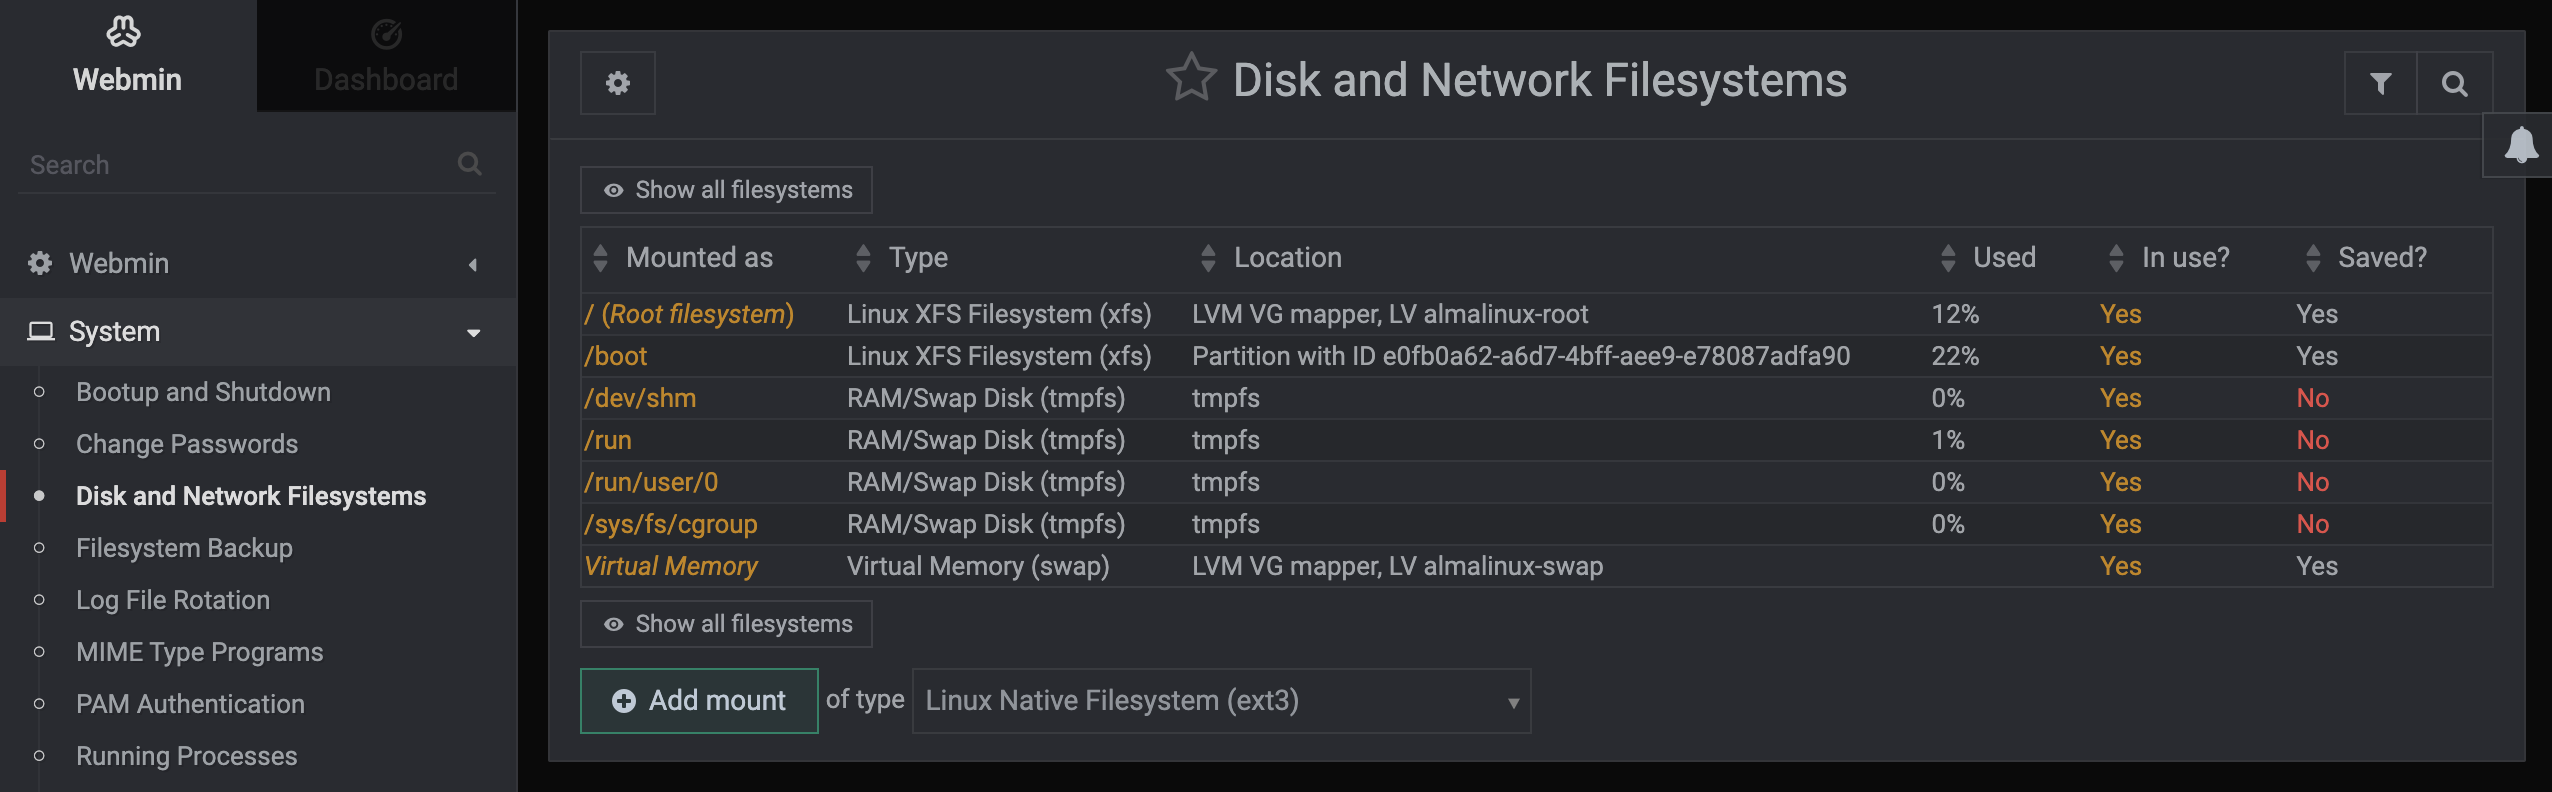 Webmin
Dashboard
Search
Webmin
System
Bootup and Shutdown
Change Passwords
Disk and Network Filesystems
Filesystem Backup
Log File Rotation
MIME Type Programs
PAM Authentication
Running Processes
Disk and Network Filesystems
Show all filesystems
Mounted as Type Location Used In use? Saved?
/ (Root filesystem) Linux XFS Filesystem (xfs) LVM VG mapper, LV almalinux-root 12% Yes Yes
/boot Linux XFS Filesystem (xfs) Partition with ID e0fb0a62-a6d7-4bff-aee9-e78087adfa90 22% Yes Yes
/dev/shm RAM/Swap Disk (tmpfs) tmpfs 0% Yes No
/run RAM/Swap Disk (tmpfs) tmpfs 1% Yes No
/run/user/0 RAM/Swap Disk (tmpfs) tmpfs 0% Yes No
/sys/fs/cgroup RAM/Swap Disk (tmpfs) tmpfs 0% Yes No
Virtual Memory Virtual Memory (swap) LVM VG mapper, LV almalinux-swap Yes Yes
Show all filesystems
Add mount of type Linux Native Filesystem (ext3)